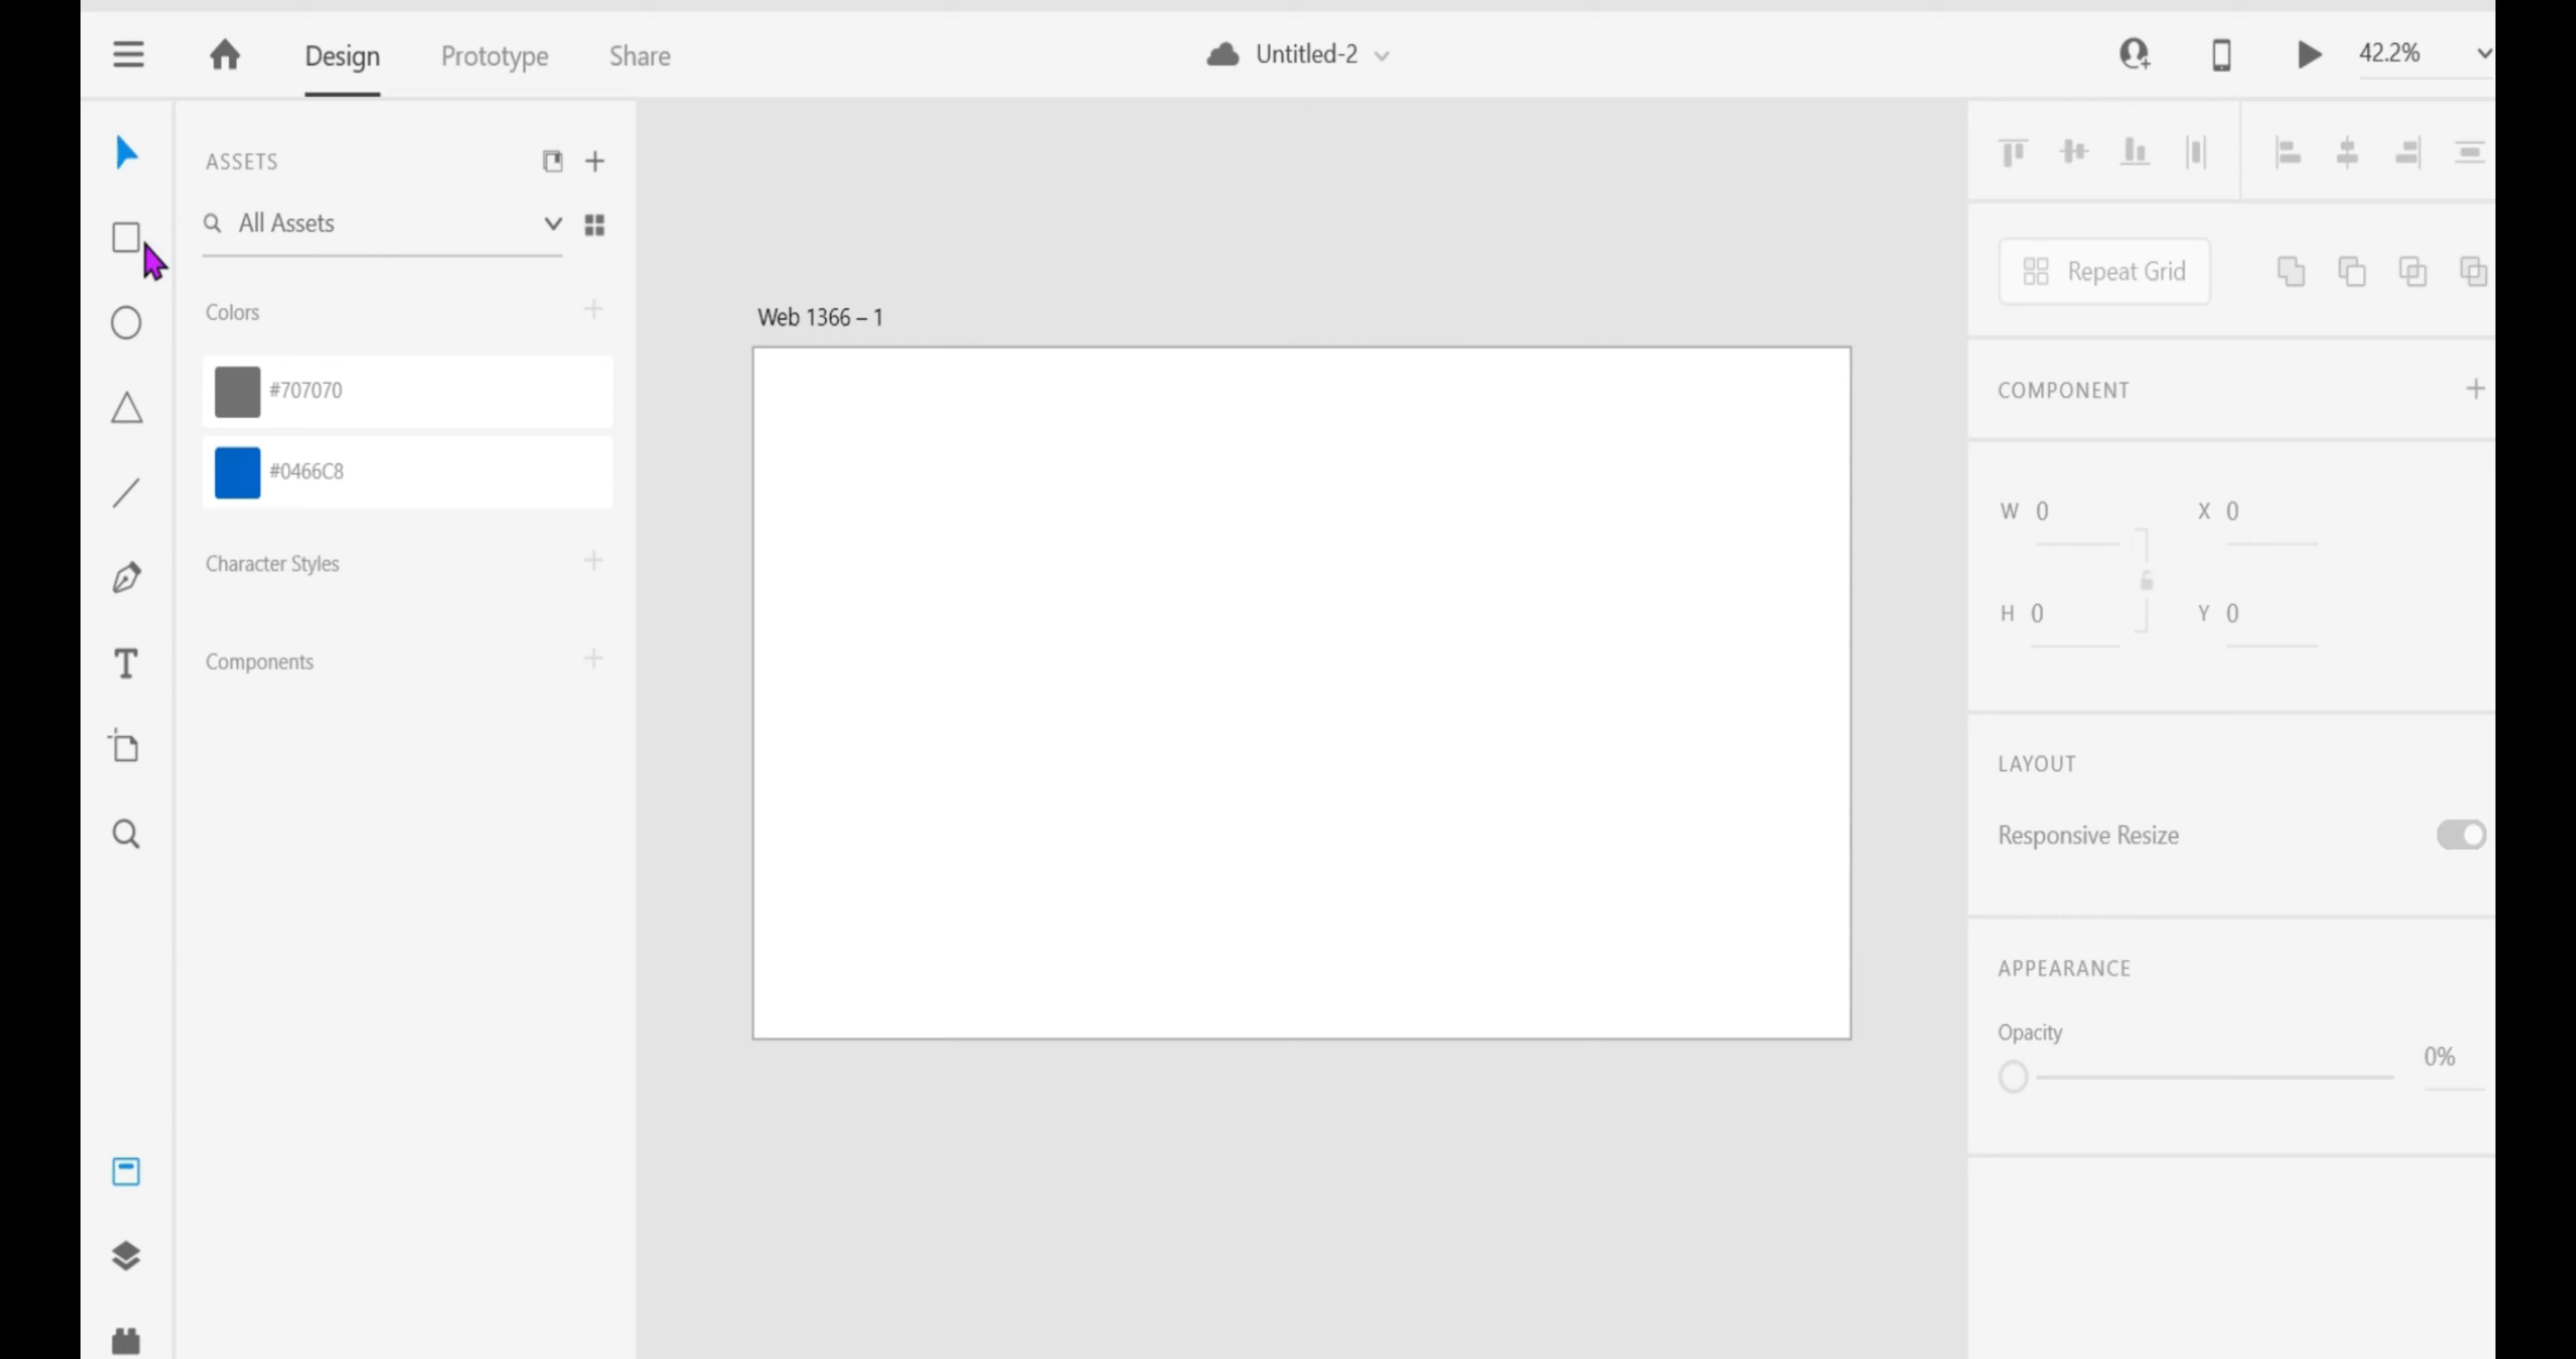 Design Prototype Share
Untitled-2
42.2%
ASSETS
All Assets
Colors
#707070
#0466C8
Character Styles
Components
Web 1366 – 1
Repeat Grid
COMPONENT
W 0 X 0
H 0 Y 0
LAYOUT
Responsive Resize
APPEARANCE
Opacity
0%